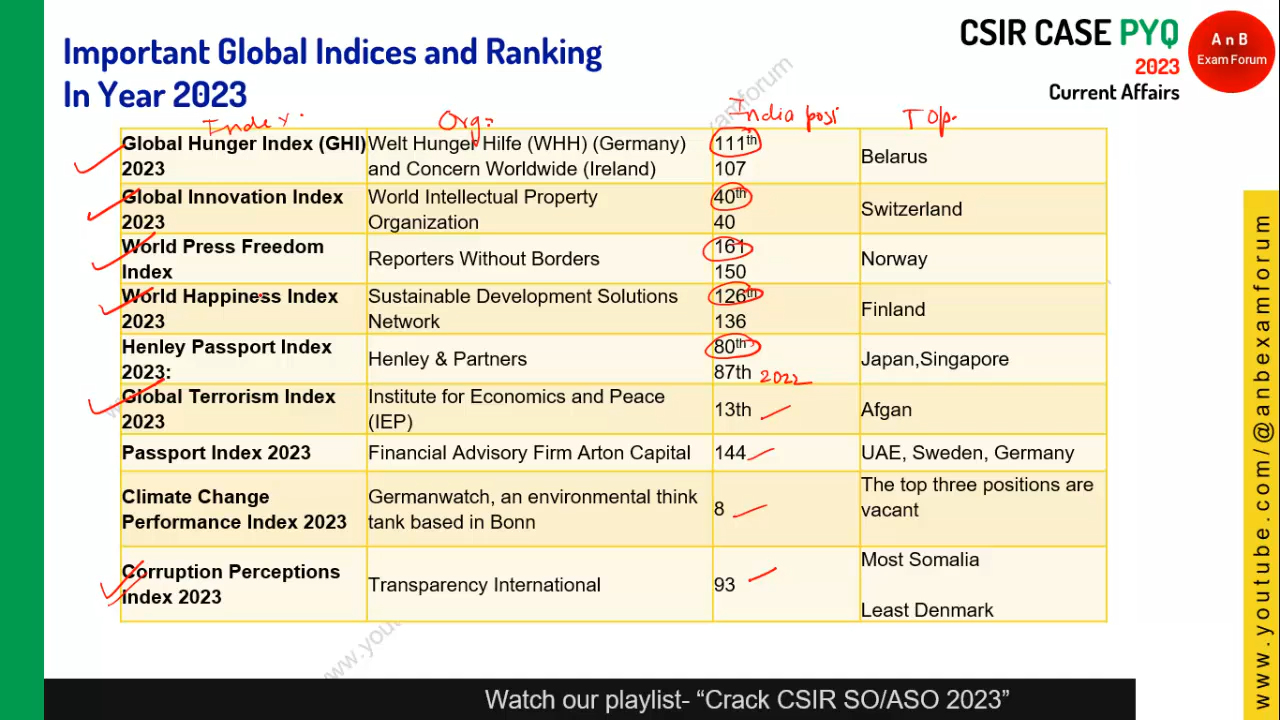 Important Global Indices and Ranking
In Year 2023
CSIR CASE PYQ
2023
Current Affairs
A n B
Exam Forum
Index.
Org:
India posi
Top.
Global Hunger Index (GHI)
2023
Welt Hunger Hilfe (WHH) (Germany)
and Concern Worldwide (Ireland)
111th
107
Belarus
Global Innovation Index
2023
World Intellectual Property
Organization
40th
40
Switzerland
World Press Freedom
Index
Reporters Without Borders
161
150
Norway
World Happiness Index
2023
Sustainable Development Solutions
Network
126th
136
Finland
Henley Passport Index
2023:
Henley & Partners
80th
87th 2022
Japan,Singapore
Global Terrorism Index
2023
Institute for Economics and Peace
(IEP)
13th
Afgan
Passport Index 2023
Financial Advisory Firm Arton Capital
144
UAE, Sweden, Germany
Climate Change
Performance Index 2023
Germanwatch, an environmental think
tank based in Bonn
8
The top three positions are
vacant
Corruption Perceptions
Index 2023
Transparency International
93
Most Somalia
Least Denmark
www.youtube.com/@anbexamforum
Watch our playlist- “Crack CSIR SO/ASO 2023”